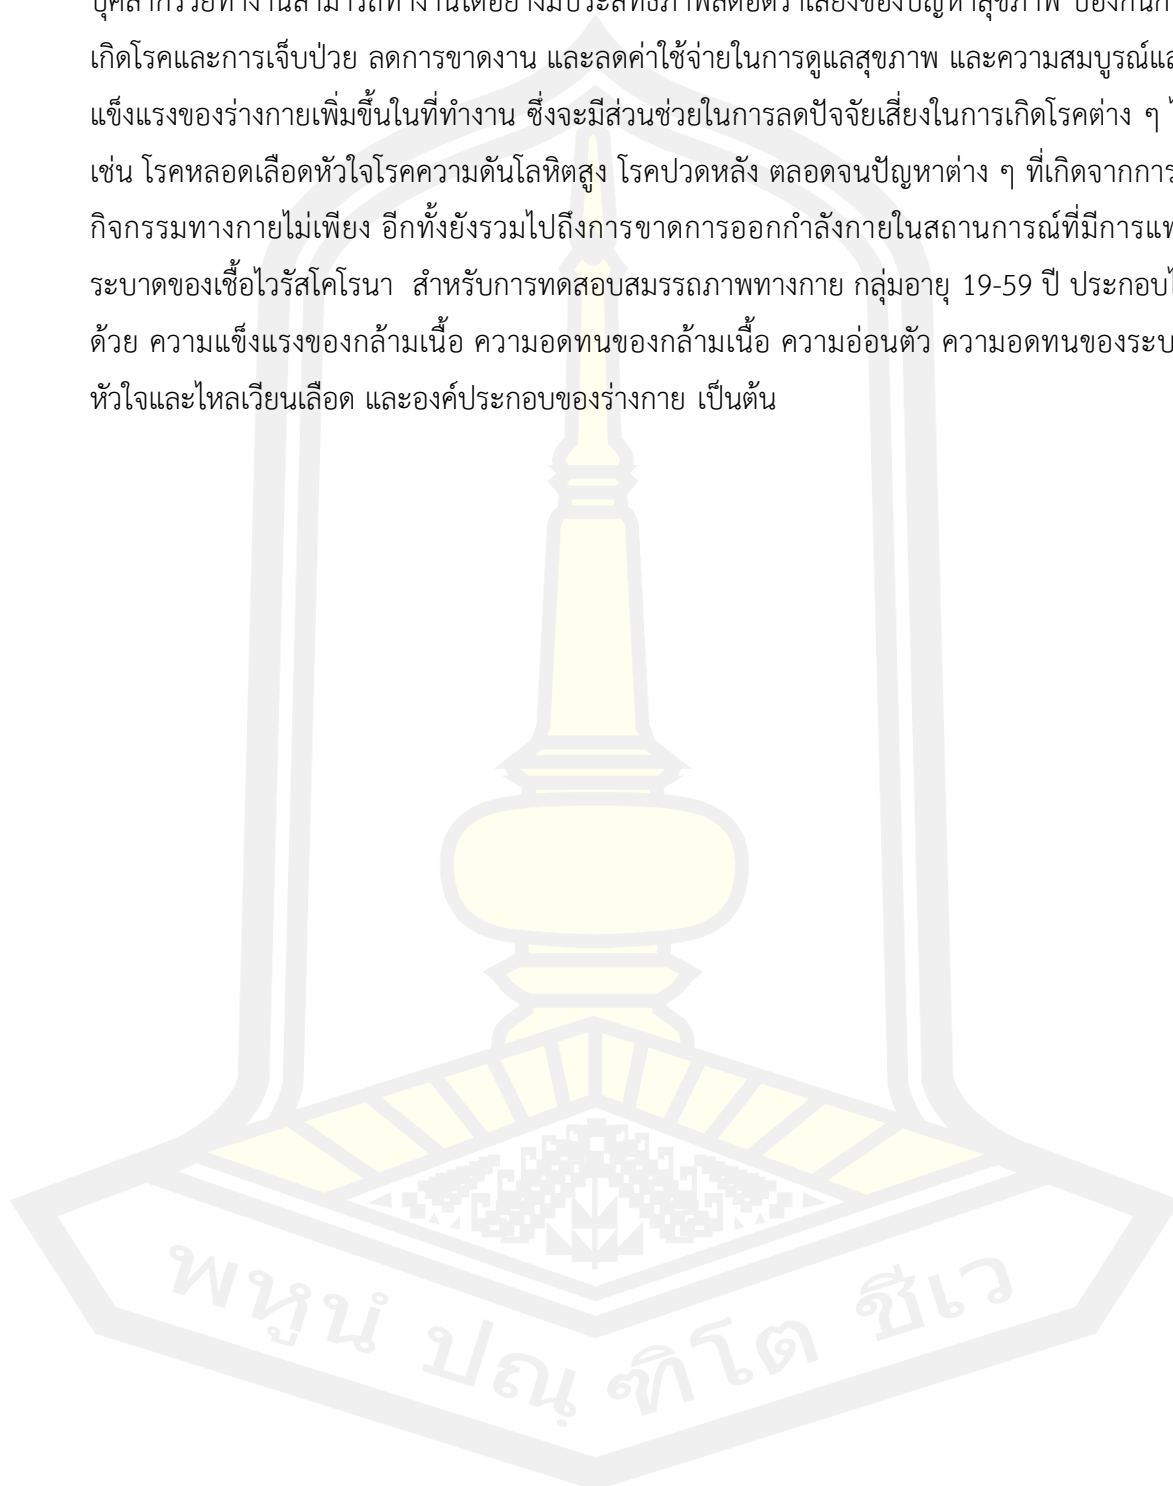 บุคลากรวัยทำงานสามารถทำงานได้อย่างมีประสิทธิภาพลดอัตราเสี่ยงของปัญหาสุขภาพ ป้องกัน
เกิดโรคและการเจ็บป่วย ลดการขาดงาน และลดค่าใช้จ่ายในการดูแลสุขภาพ และความสมบูรณ์
แข็งแรงของร่างกายเพิ่มขึ้นในที่ทำงาน ซึ่งจะมีส่วนช่วยในการลดปัจจัยเสี่ยงในการเกิดโรคต่าง ๆ
เช่น โรคหลอดเลือดหัวใจโรคความดันโลหิตสูง โรคปวดหลัง ตลอดจนปัญหาต่าง ๆ ที่เกิดจากการ
กิจกรรมทางกายไม่เพียง อีกทั้งยังรวมไปถึงการขาดการออกกำลังกายในสถานการณ์ที่มีการแพ
ระบาดของเชื้อไวรัสโคโรนา สำหรับการทดสอบสมรรถภาพทางกาย กลุ่มอายุ 19-59 ปี ประกอบ
ด้วย ความแข็งแรงของกล้ามเนื้อ ความอดทนของกล้ามเนื้อ ความอ่อนตัว ความอดทนของระบ
หัวใจและไหลเวียนเลือด และองค์ประกอบของร่างกาย เป็นต้น
พหูนํ ปณฺฑิโต ชีเว